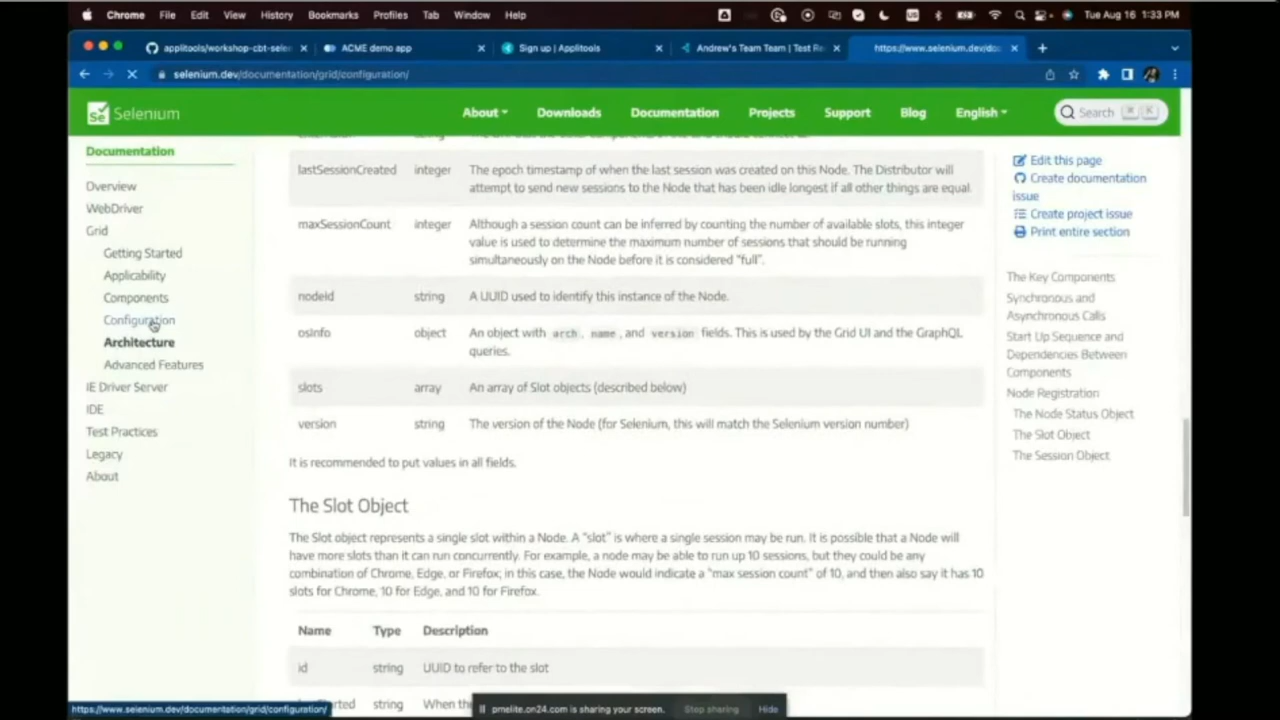 Chrome File Edit View History Bookmarks Profiles Tab Window Help
Tue Aug 16 1:33 PM
applitools/workshop-cbt-sele
ACME demo app
Sign up | Applitools
Andrew's Team Team | Test Re
https://www.selenium.dev/doc
selenium.dev/documentation/grid/configuration/
Selenium
About
Downloads
Documentation
Projects
Support
Blog
English
Search
Documentation
Overview
WebDriver
Grid
Getting Started
Applicability
Components
Configuration
Architecture
Advanced Features
IE Driver Server
IDE
Test Practices
Legacy
About
lastSessionCreated integer The epoch timestamp of when the last session was created on this Node. The Distributor will
attempt to send new sessions to the Node that has been idle longest if all other things are equal.
maxSessionCount integer Although a session count can be inferred by counting the number of available slots, this integer
value is used to determine the maximum number of sessions that should be running
simultaneously on the Node before it is considered "full".
nodeId string A UUID used to identify this instance of the Node.
osInfo object An object with arch, name, and version fields. This is used by the Grid UI and the GraphQL
queries.
slots array An array of Slot objects (described below)
version string The version of the Node (for Selenium, this will match the Selenium version number)
It is recommended to put values in all fields.
The Slot Object
The Slot object represents a single slot within a Node. A "slot" is where a single session may be run. It is possible that a Node will
have more slots than it can run concurrently. For example, a node may be able to run up 10 sessions, but they could be any
combination of Chrome, Edge, or Firefox; in this case, the Node would indicate a "max session count" of 10, and then also say it has 10
slots for Chrome, 10 for Edge, and 10 for Firefox.
Name Type Description
id string UUID to refer to the slot
string When the
Edit this page
Create documentation
issue
Create project issue
Print entire section
The Key Components
Synchronous and
Asynchronous Calls
Start Up Sequence and
Dependencies Between
Components
Node Registration
The Node Status Object
The Slot Object
The Session Object
https://www.selenium.dev/documentation/grid/configuration/
pmelite.on24.com is sharing your screen.
Stop sharing
Hide